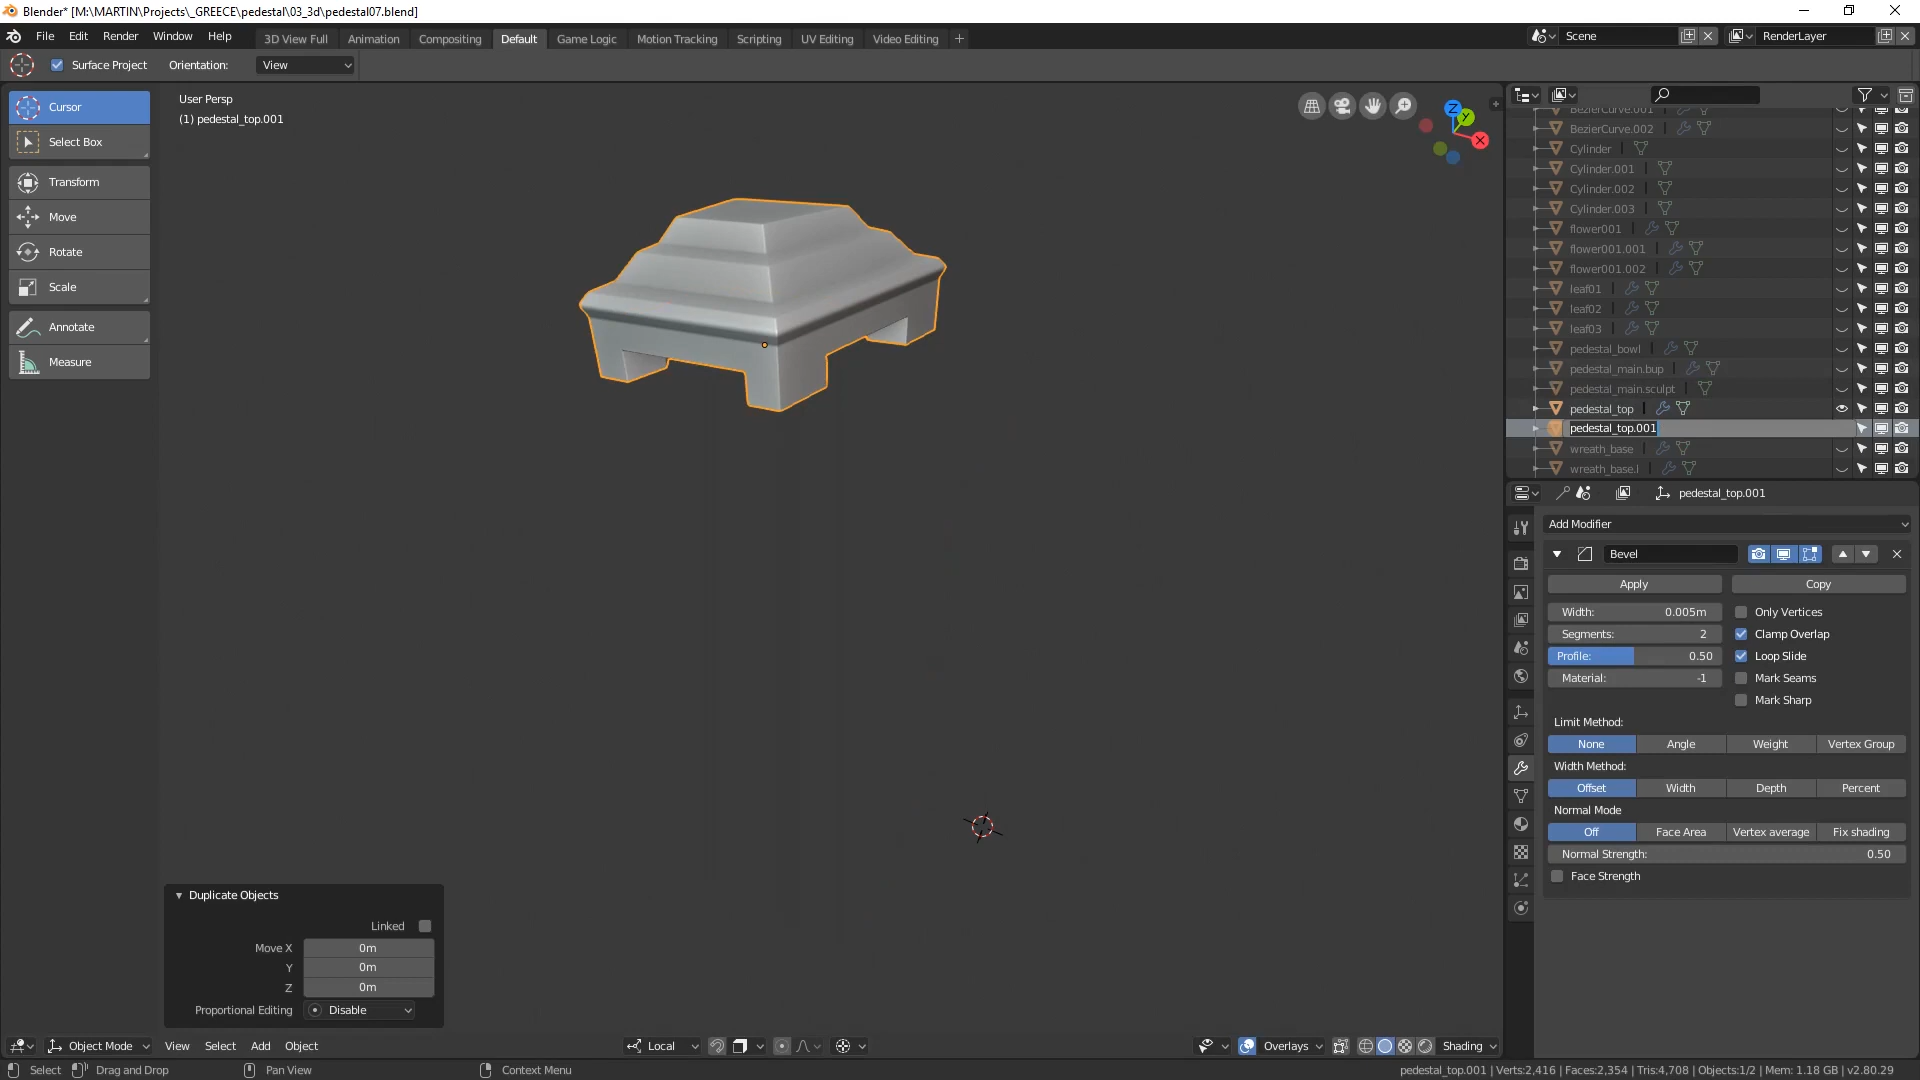 Blender* [M:\MARTIN\Projects\_GREECE\pedestal\03_3d\pedestal07.blend]
File Edit Render Window Help 3D View Full Animation Compositing Default Game Logic Motion Tracking Scripting UV Editing Video Editing + Scene RenderLayer
Surface Project Orientation: View
Cursor
Select Box
Transform
Move
Rotate
Scale
Annotate
Measure
User Persp
(1) pedestal_top.001
Z
Y
X
BezierCurve.001
BezierCurve.002
Cylinder
Cylinder.001
Cylinder.002
Cylinder.003
flower001
flower001.001
flower001.002
leaf01
leaf02
leaf03
pedestal_bowl
pedestal_main.bup
pedestal_main.sculpt
pedestal_top
pedestal_top.001
wreath_base
wreath_base.l
pedestal_top.001
Add Modifier
Bevel
Apply Copy
Width: 0.005m Only Vertices
Segments: 2 Clamp Overlap
Profile: 0.50 Loop Slide
Material: -1 Mark Seams
Mark Sharp
Limit Method:
None Angle Weight Vertex Group
Width Method:
Offset Width Depth Percent
Normal Mode
Off Face Area Vertex average Fix shading
Normal Strength: 0.50
Face Strength
Duplicate Objects
Linked
Move X 0m
Y 0m
Z 0m
Proportional Editing Disable
Object Mode View Select Add Object Local Overlays Shading
Select Drag and Drop Pan View Context Menu pedestal_top.001 | Verts:2,416 | Faces:2,354 | Tris:4,708 | Objects:1/2 | Mem: 1.18 GB | v2.80.29